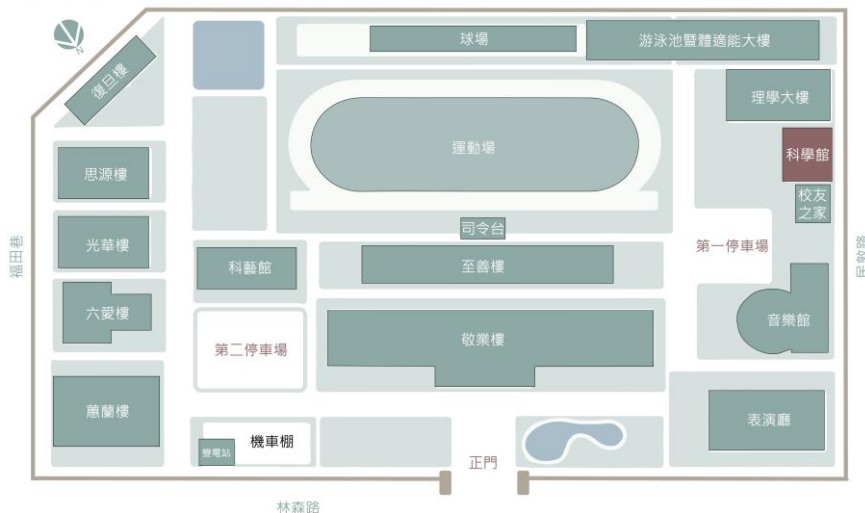 N
復旦樓
球場
游泳池暨體適能大樓
理學大樓
思源樓
運動場
科學館
校友
之家
光華樓
司令台
第一停車場
福田巷
科藝館
至善樓
民乾路
六愛樓
第二停車場
敬業樓
音樂館
蕙蘭樓
表演廳
變電站
機車棚
正門
林森路